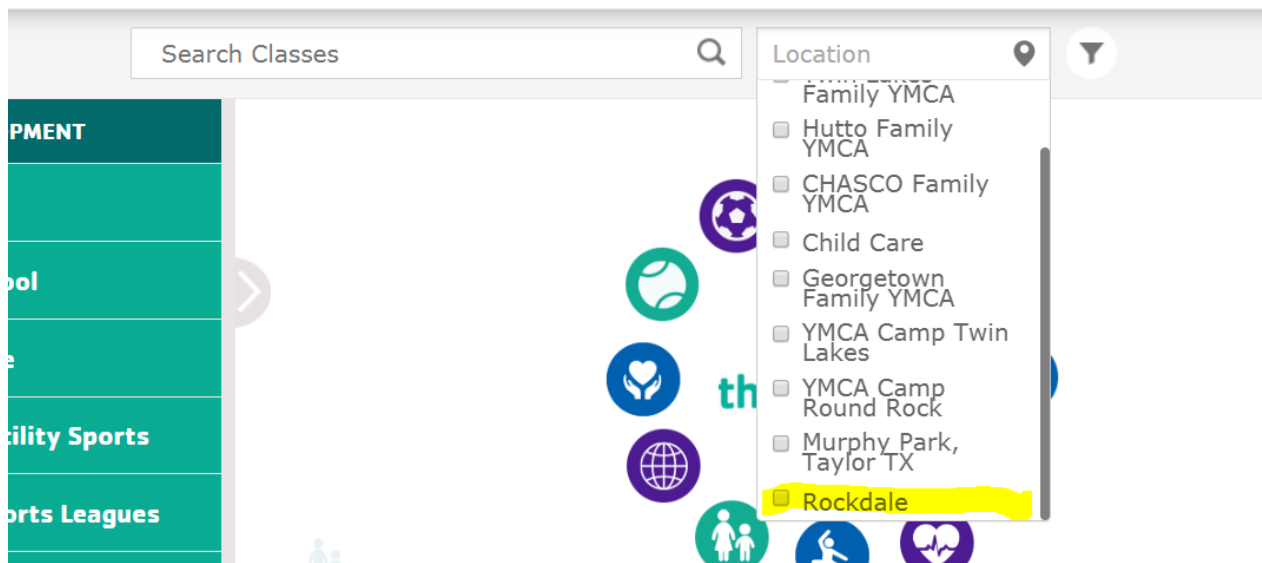 Search Classes
Location
Family YMCA
Hutto Family
YMCA
CHASCO Family
YMCA
Child Care
Georgetown
Family YMCA
YMCA Camp Twin
Lakes
YMCA Camp
Round Rock
Murphy Park,
Taylor TX
Rockdale
PMENT
ool
e
cility Sports
orts Leagues
th